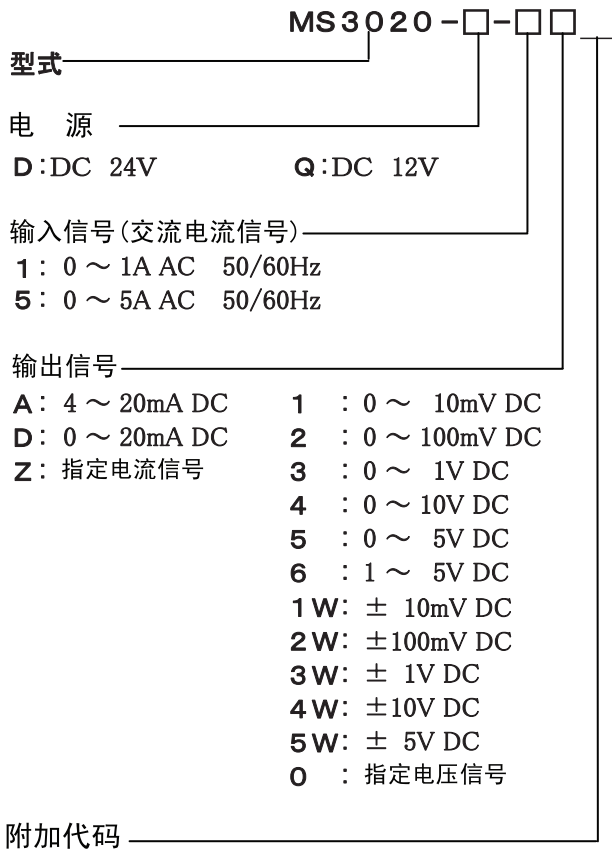 MS3020-□-□□
型式
电 源
D:DC 24V Q:DC 12V
输入信号(交流电流信号)
1: 0 ～ 1A AC 50/60Hz
5: 0 ～ 5A AC 50/60Hz
输出信号
A: 4 ～ 20mA DC 1 : 0 ～ 10mV DC
D: 0 ～ 20mA DC 2 : 0 ～ 100mV DC
Z: 指定电流信号 3 : 0 ～ 1V DC
4 : 0 ～ 10V DC
5 : 0 ～ 5V DC
6 : 1 ～ 5V DC
1W: ± 10mV DC
2W: ±100mV DC
3W: ± 1V DC
4W: ±10V DC
5W: ± 5V DC
0 : 指定电压信号
附加代码